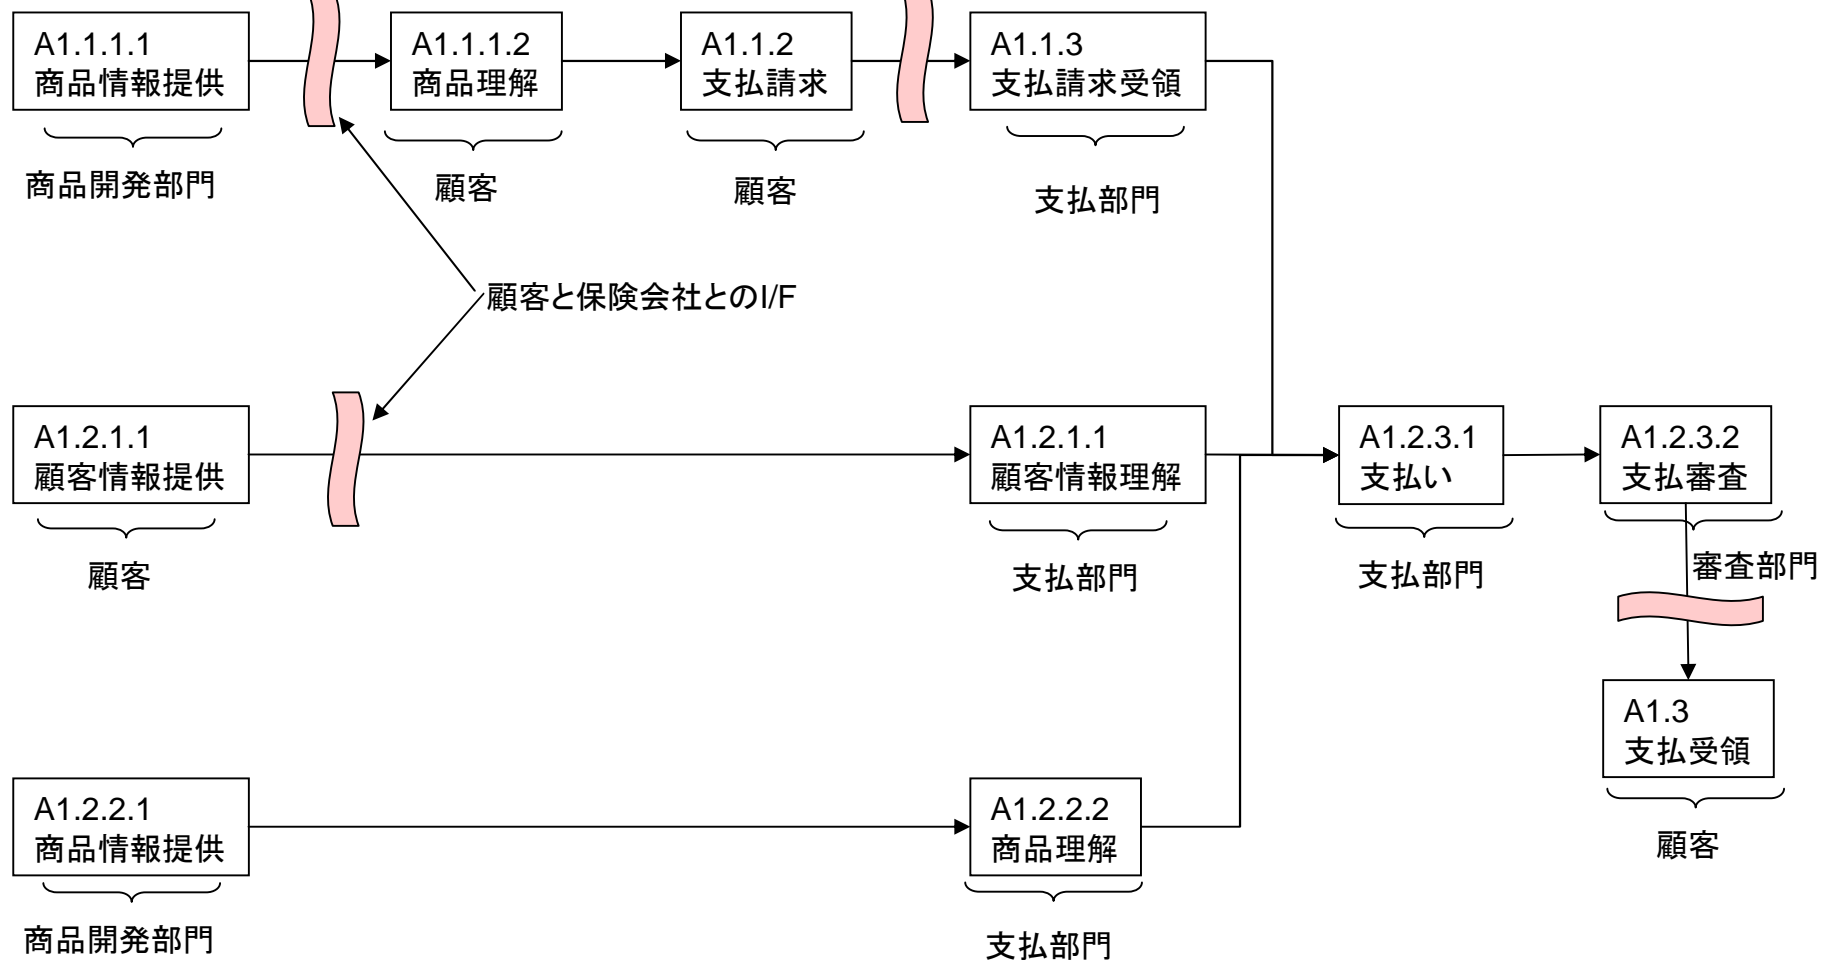 A1.1.1.1
商品情報提供
A1.1.1.2
商品理解
A1.1.2
支払請求
A1.1.3
支払請求受領
商品開発部門
顧客
顧客
支払部門
顧客と保険会社とのI/F
A1.2.1.1
顧客情報提供
A1.2.1.1
顧客情報理解
A1.2.3.1
支払い
A1.2.3.2
支払審査
顧客
支払部門
支払部門
審査部門
A1.3
支払受領
顧客
A1.2.2.1
商品情報提供
A1.2.2.2
商品理解
商品開発部門
支払部門